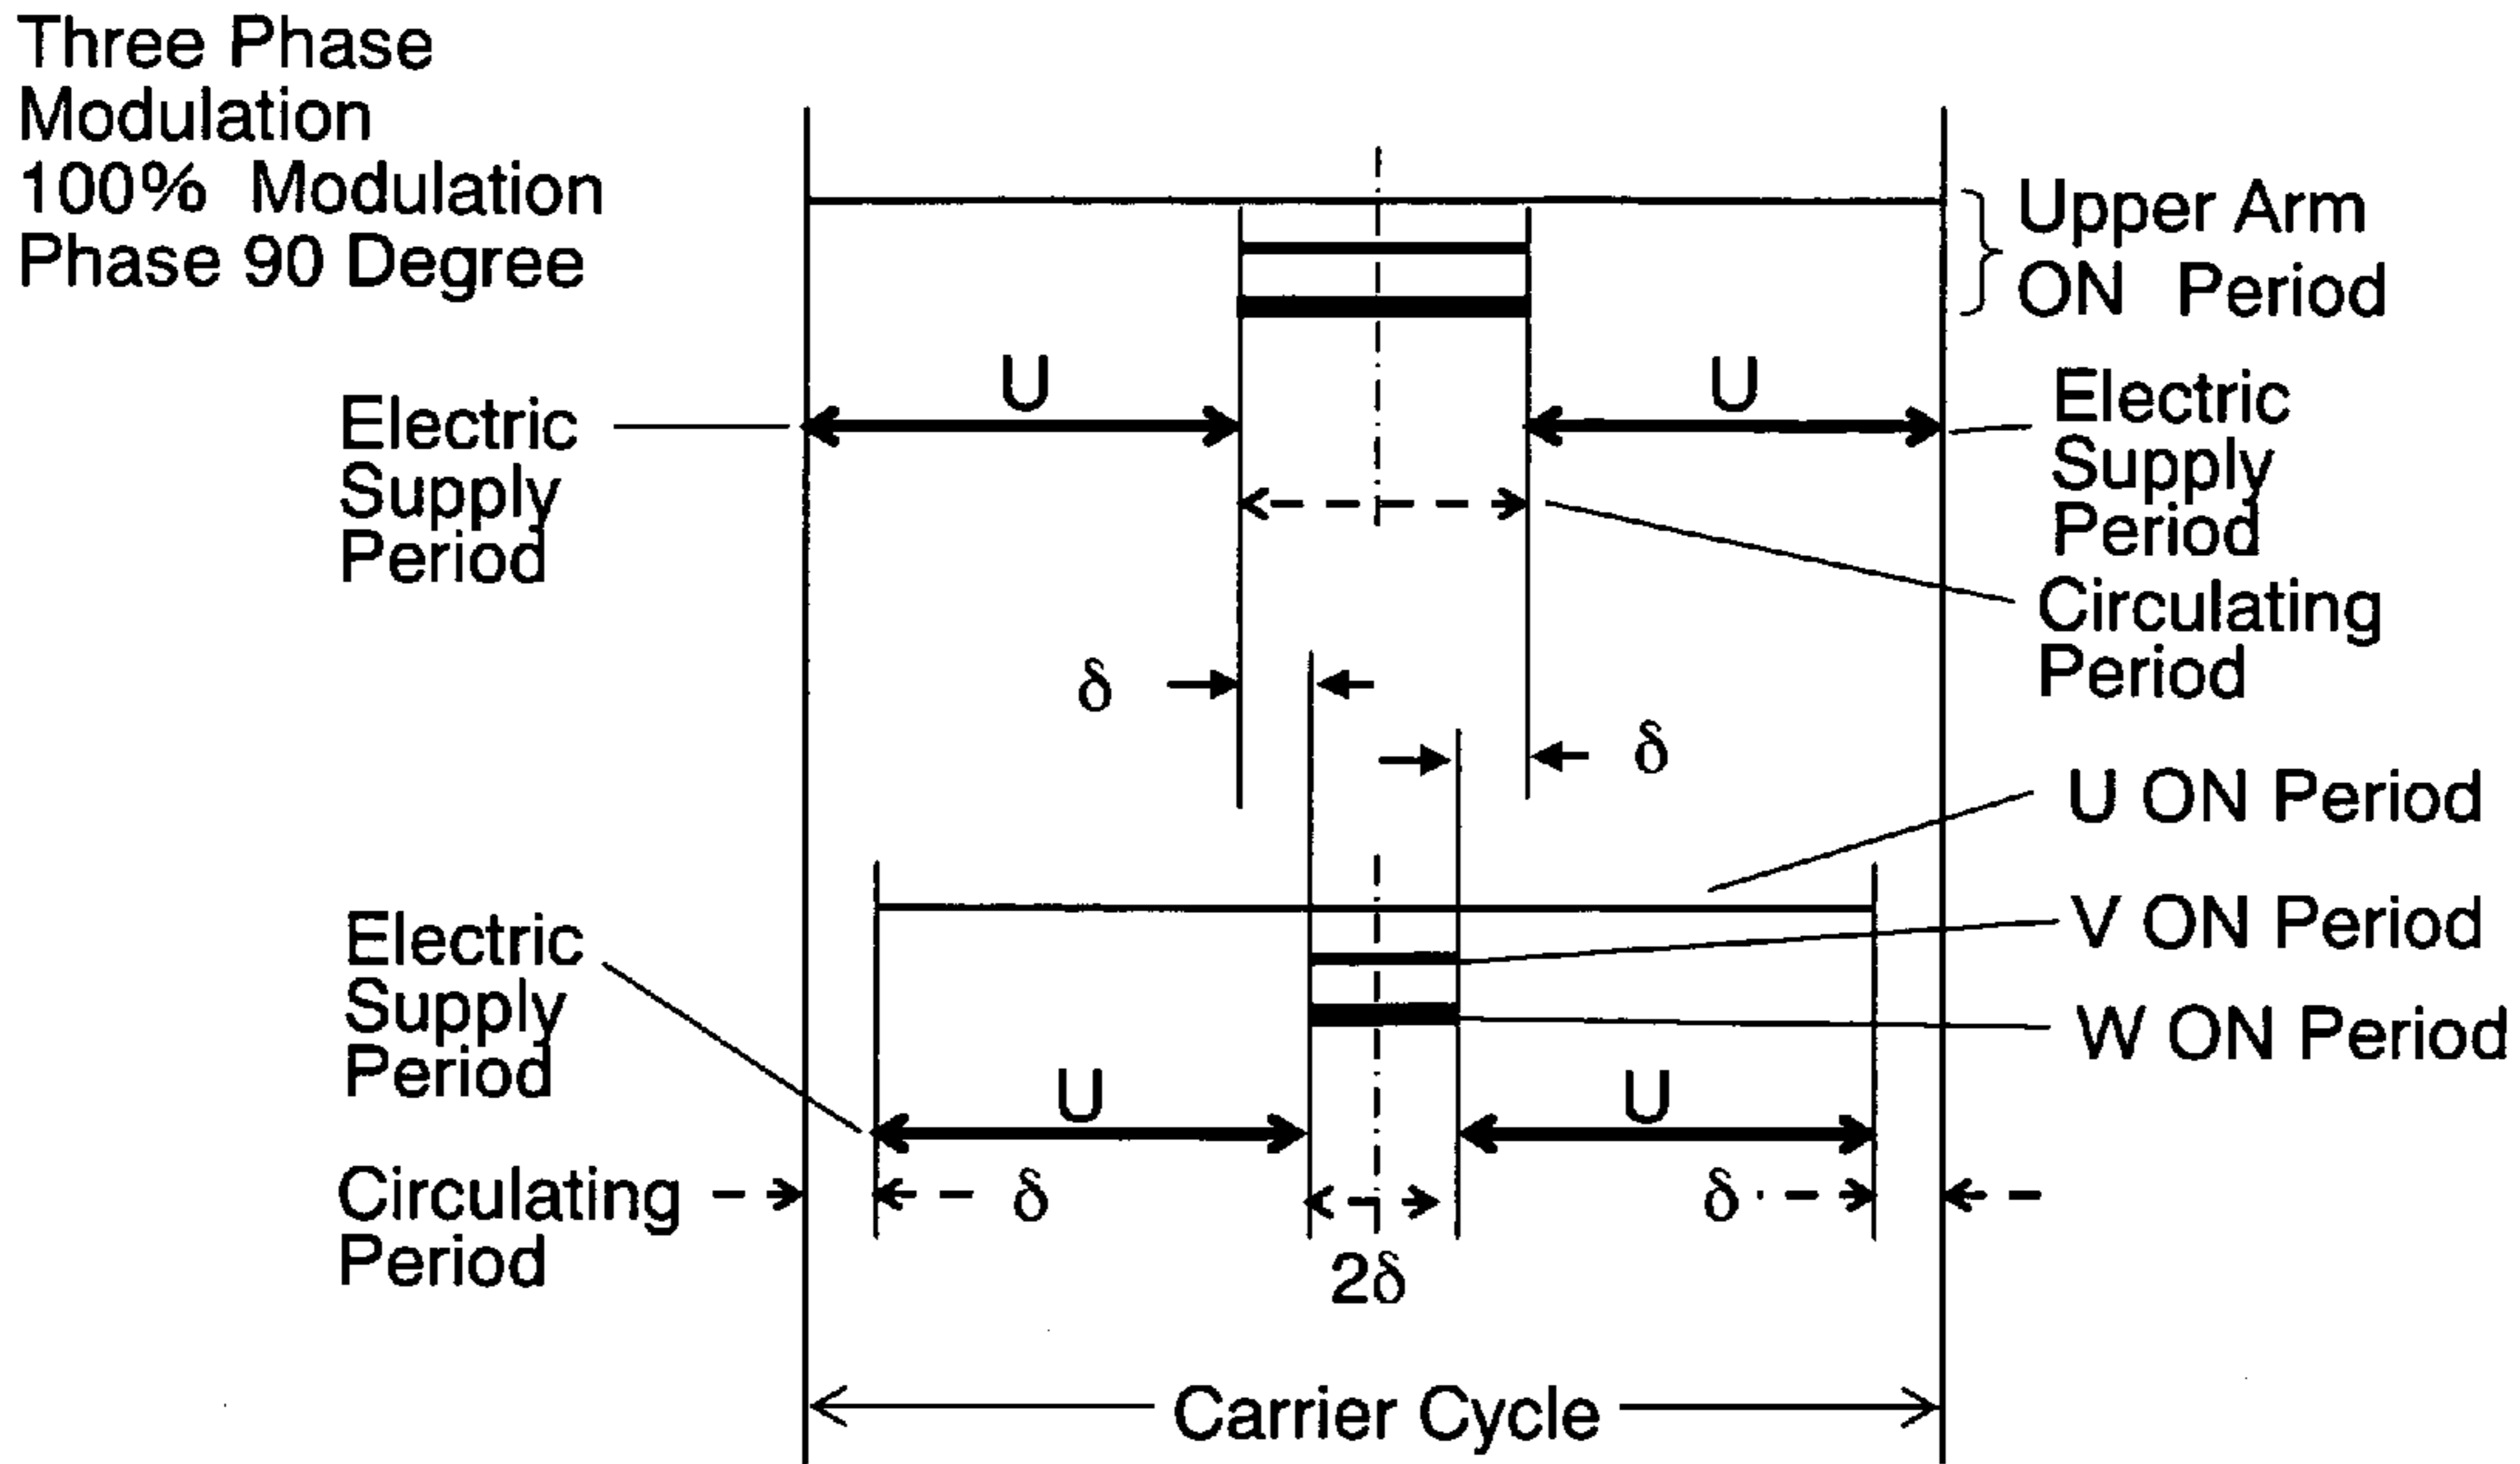 Three Phase
Modulation
100% Modulation
Phase 90 Degree
Upper Arm
ON Period
U
U
Electric
Supply
Period
Electric
Supply
Period
Circulating
Period
δ
δ
U ON Period
V ON Period
W ON Period
Electric
Supply
Period
U
U
Circulating
Period
δ
δ
2δ
Carrier Cycle